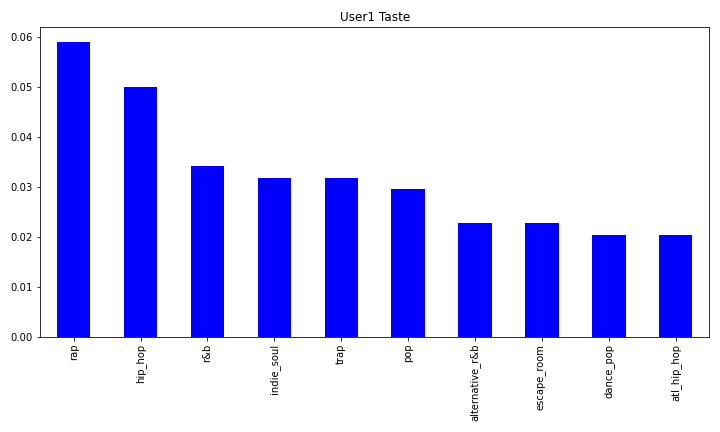 User1 Taste
0.06
0.05
0.04
0.03
0.02
0.01
0.00
rap
hip_hop
r&b
indie_soul
trap
pop
alternative_r&b
escape_room
dance_pop
atl_hip_hop